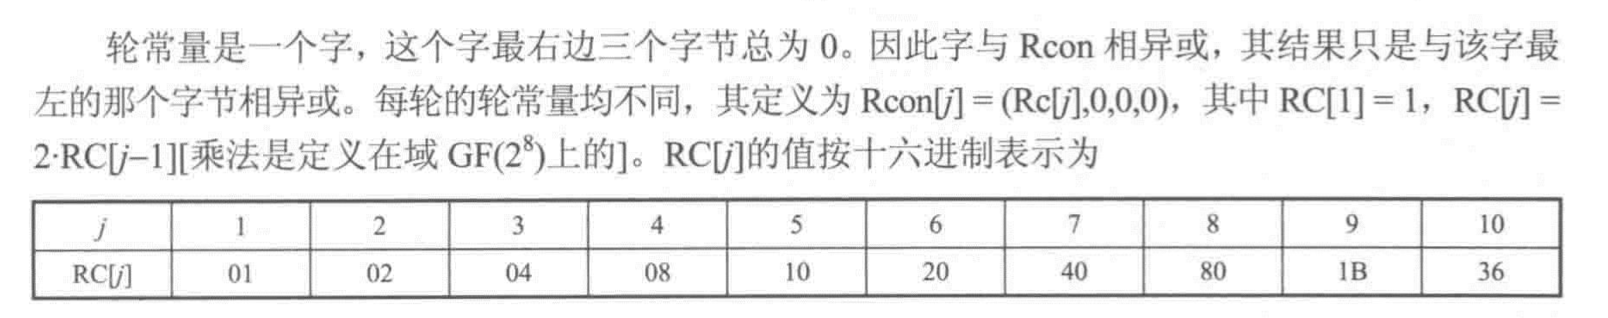 轮常量是一个字，这个字最右边三个字节总为 0。因此字与 Rcon 相异或，其结果只是与该字最
左的那个字节相异或。每轮的轮常量均不同，其定义为 Rcon[j] = (Rc[j],0,0,0)，其中 RC[1] = 1，RC[j] =
2·RC[j–1][乘法是定义在域 GF(2⁸)上的]。RC[j]的值按十六进制表示为
j 1 2 3 4 5 6 7 8 9 10
RC[j] 01 02 04 08 10 20 40 80 1B 36